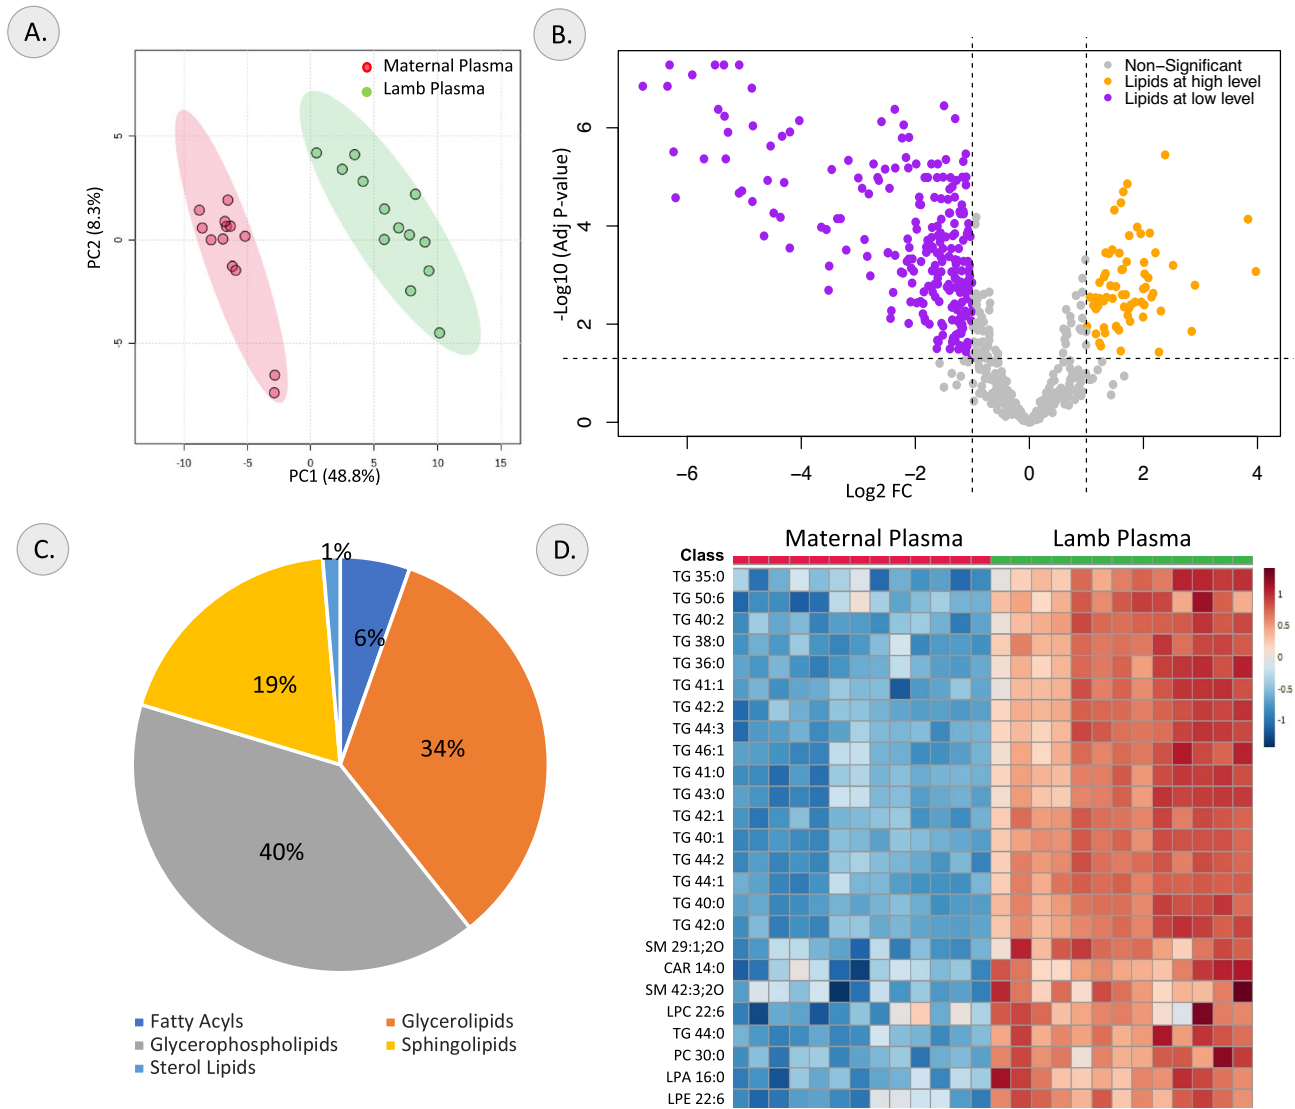 A.
Maternal Plasma
Lamb Plasma
PC2 (8.3%)
5
0
-5
-10
-5
0
5
10
15
PC1 (48.8%)
B.
Non−Significant
Lipids at high level
Lipids at low level
-Log10 (Adj P-value)
6
4
2
0
−6
−4
−2
0
2
4
Log2 FC
C.
1%
6%
19%
34%
40%
Fatty Acyls
Glycerolipids
Glycerophospholipids
Sphingolipids
Sterol Lipids
D.
Maternal Plasma
Lamb Plasma
Class
TG 35:0
TG 50:6
TG 40:2
TG 38:0
TG 36:0
TG 41:1
TG 42:2
TG 44:3
TG 46:1
TG 41:0
TG 43:0
TG 42:1
TG 40:1
TG 44:2
TG 44:1
TG 40:0
TG 42:0
SM 29:1;2O
CAR 14:0
SM 42:3;2O
LPC 22:6
TG 44:0
PC 30:0
LPA 16:0
LPE 22:6
1
0.5
0
-0.5
-1